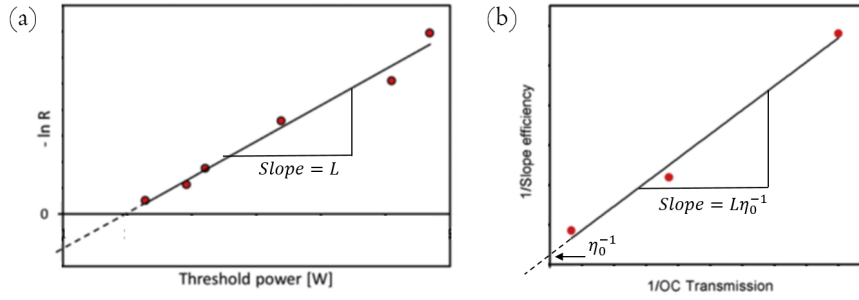 (a)
- ln R
0
Slope = L
Threshold power [W]
(b)
1/Slope efficiency
Slope = Lη₀⁻¹
η₀⁻¹
1/OC Transmission